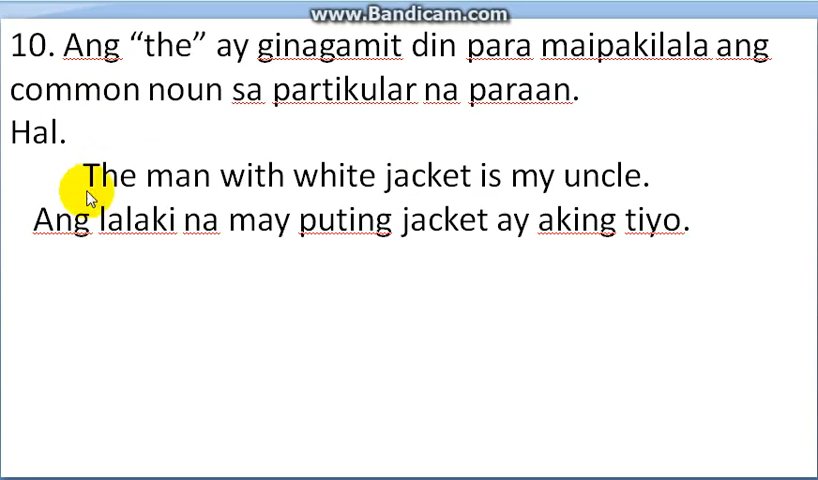 www.Bandicam.com
10. Ang “the” ay ginagamit din para maipakilala ang
common noun sa partikular na paraan.
Hal.
The man with white jacket is my uncle.
Ang lalaki na may puting jacket ay aking tiyo.